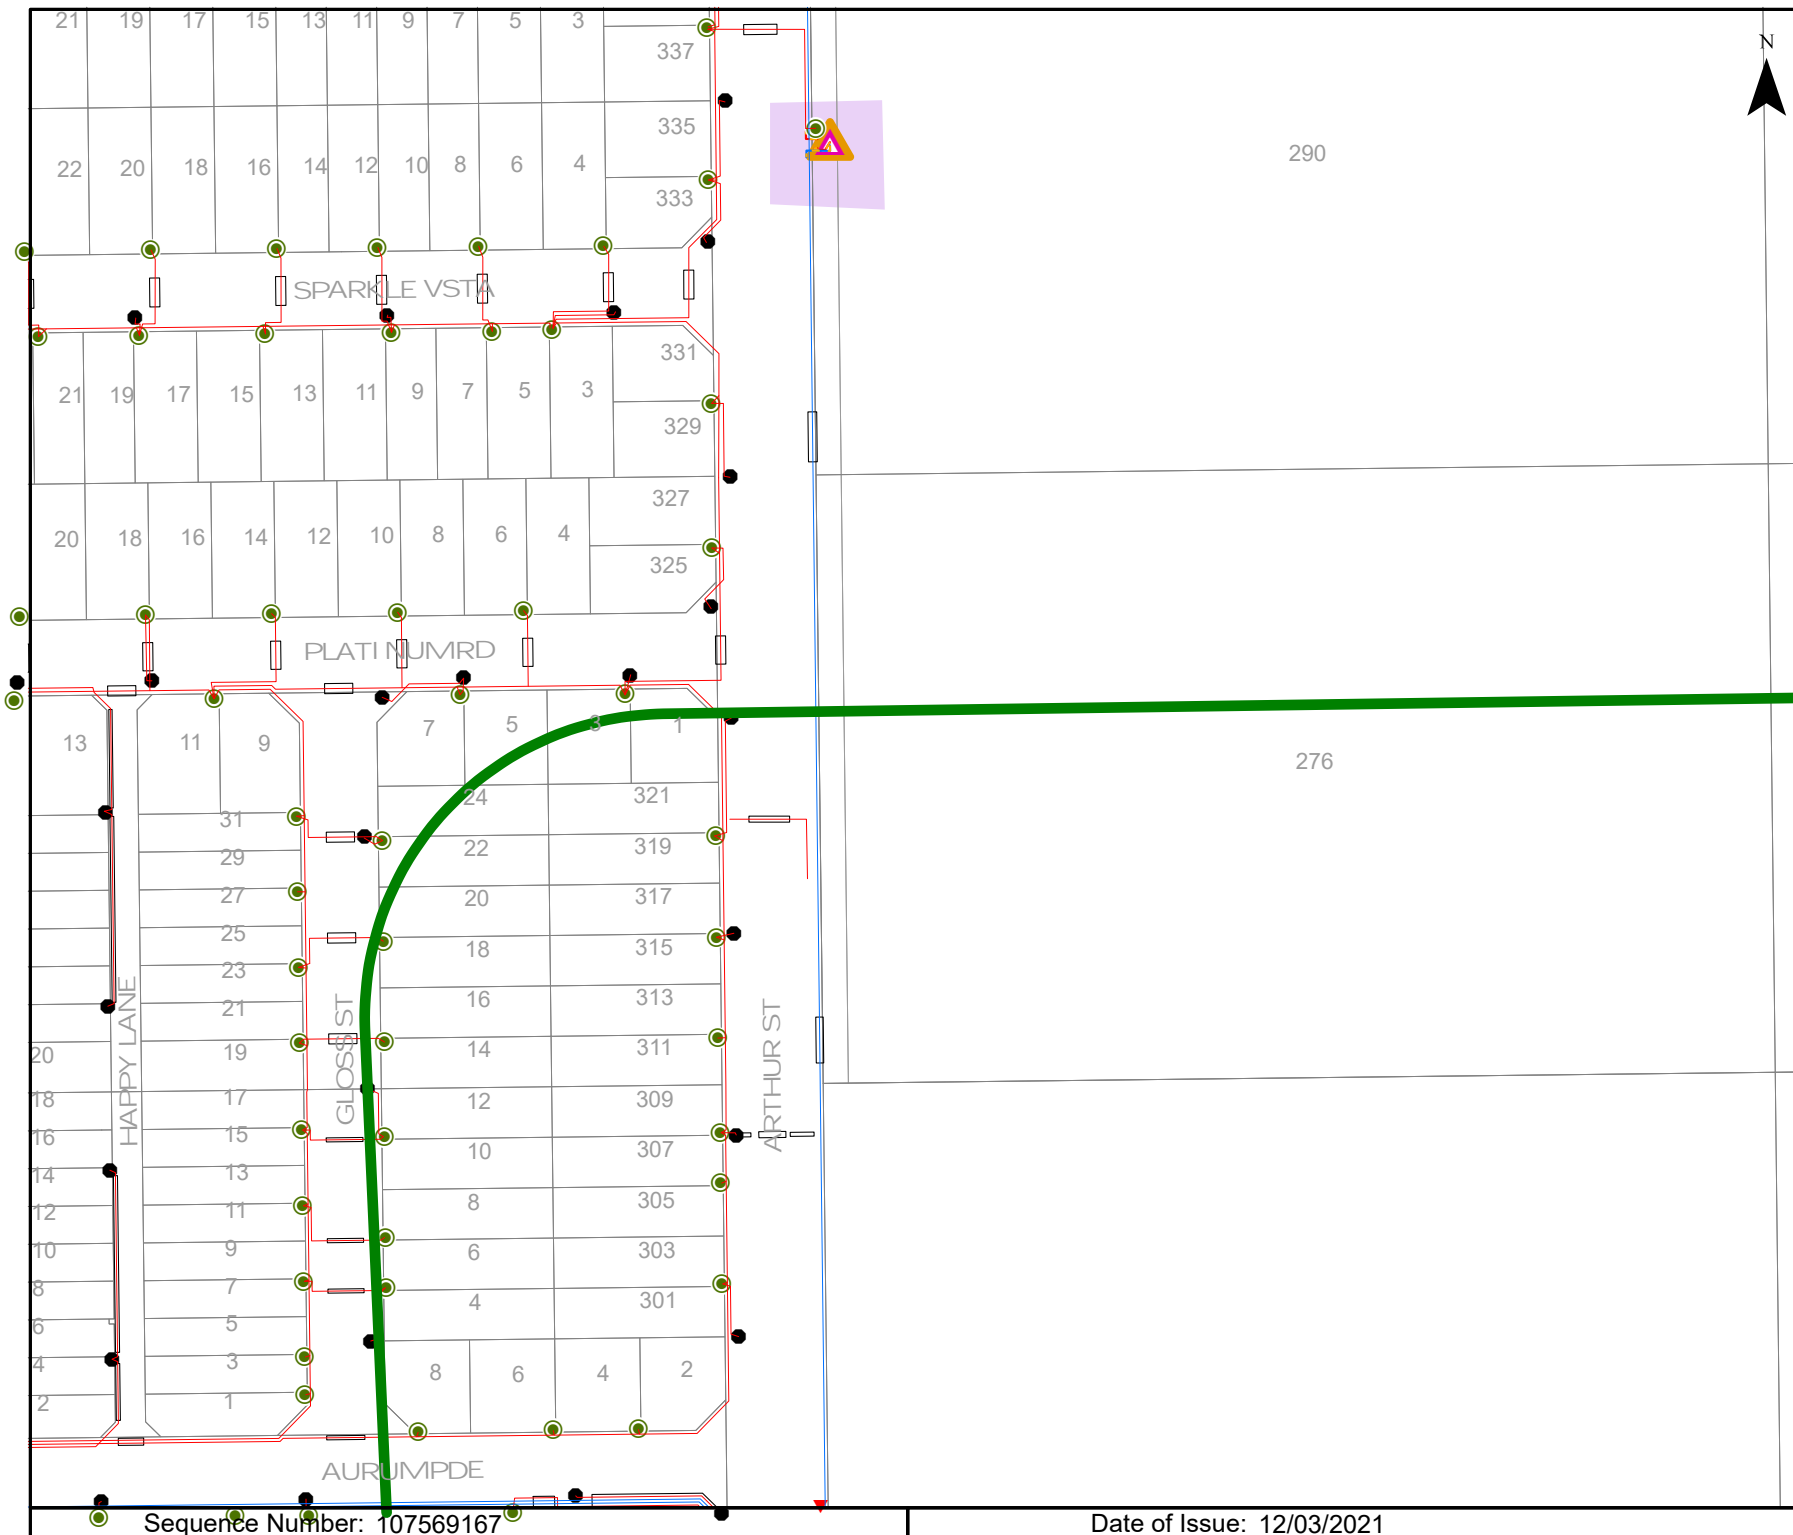 21 19 17 15 13 11 9 7 5 3
N
337
335
290
22 20 18 16 14 12 10 8 6 4
333
SPARKLE VSTA
331
21 19 17 15 13 11 9 7 5 3
329
327
20 18 16 14 12 10 8 6 4
325
PLATI NUMRD
13 11 9 7 5 3 1
276
24 321
31
22 319
29
27 20 317
25
18 315
23
21 16 313
20 19 14 311
HAPPY LANE
GLOSS ST
ARTHUR ST
18 17 12 309
16 15
10 307
14 13
12 11 8 305
10 9 6 303
8 7
4 301
6 5
4 3
8 6 4 2
2 1
AURUMPDE
Sequence Number: 107569167
Date of Issue: 12/03/2021